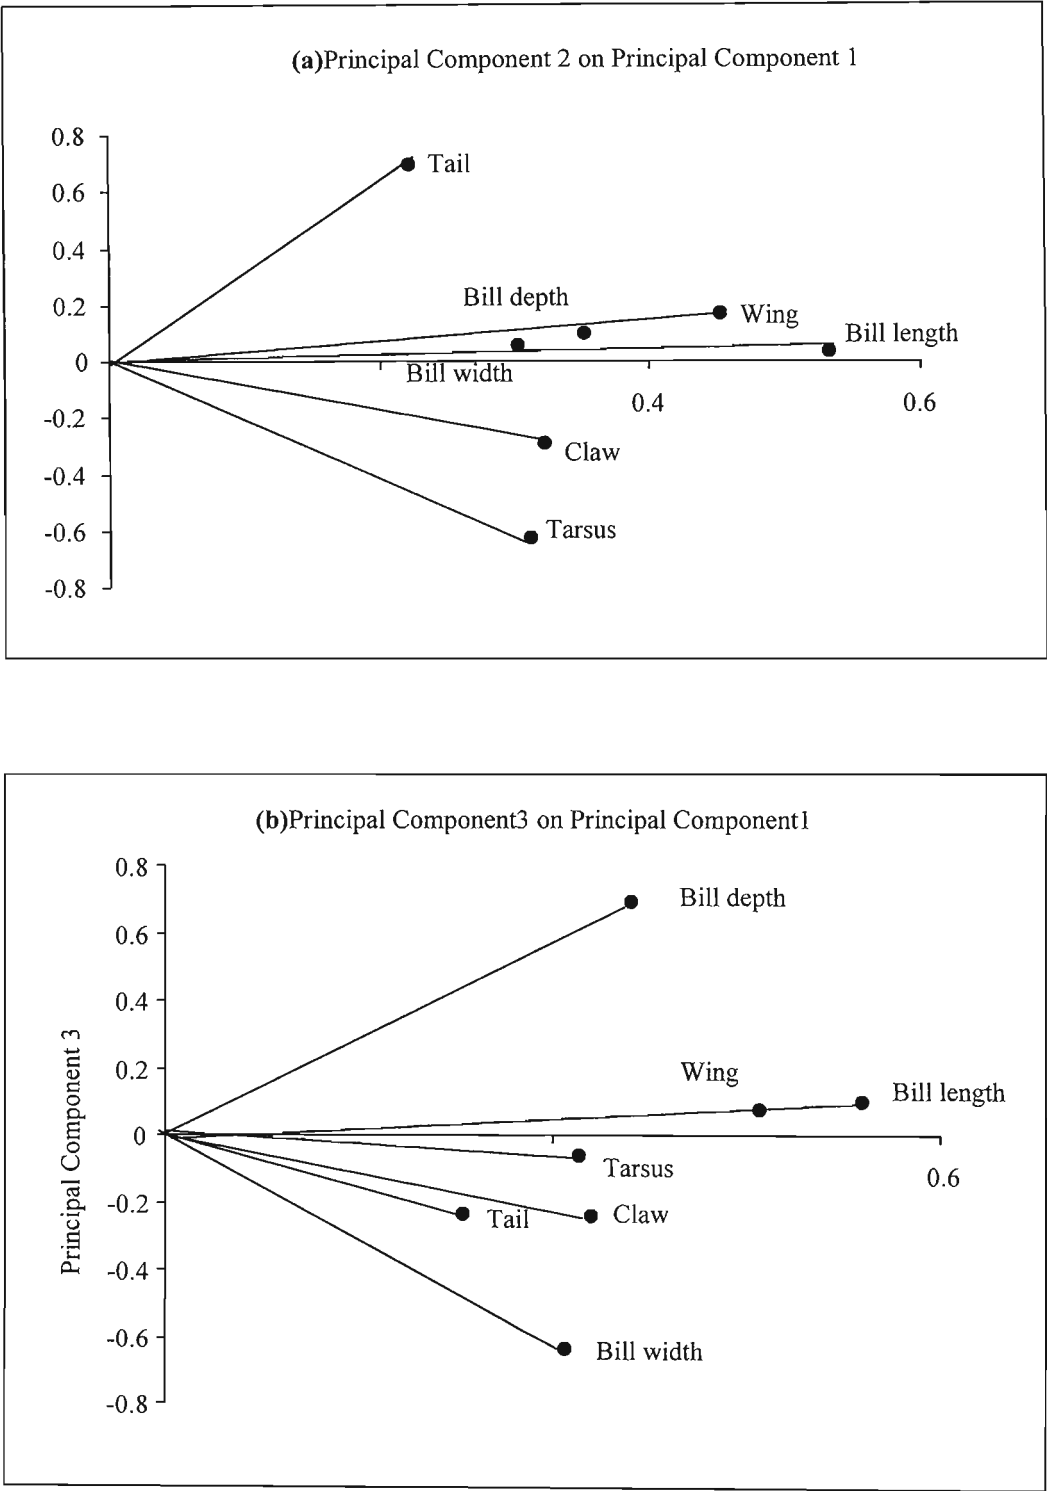 (a)Principal Component 2 on Principal Component 1
0.8
Tail
0.6
0.4
Bill depth
0.2
Wing
Bill length
0
Bill width
0.4
0.6
-0.2
Claw
-0.4
-0.6
Tarsus
-0.8
(b)Principal Component3 on Principal Component1
0.8
Bill depth
0.6
0.4
Principal Component 3
0.2
Wing
Bill length
0
Tarsus
0.6
-0.2
Tail
Claw
-0.4
-0.6
Bill width
-0.8